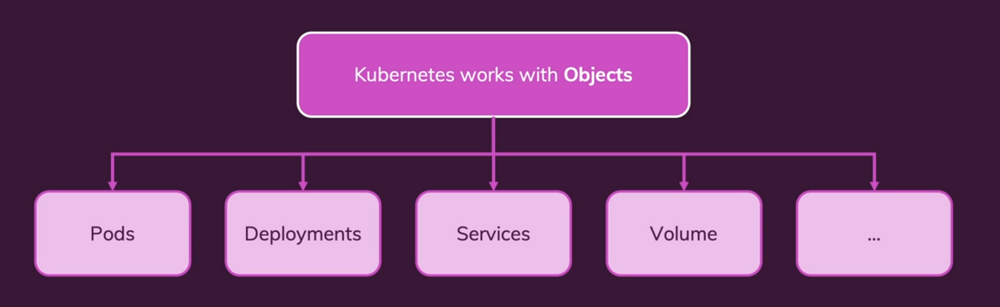 Kubernetes works with Objects
Pods
Deployments
Services
Volume
...